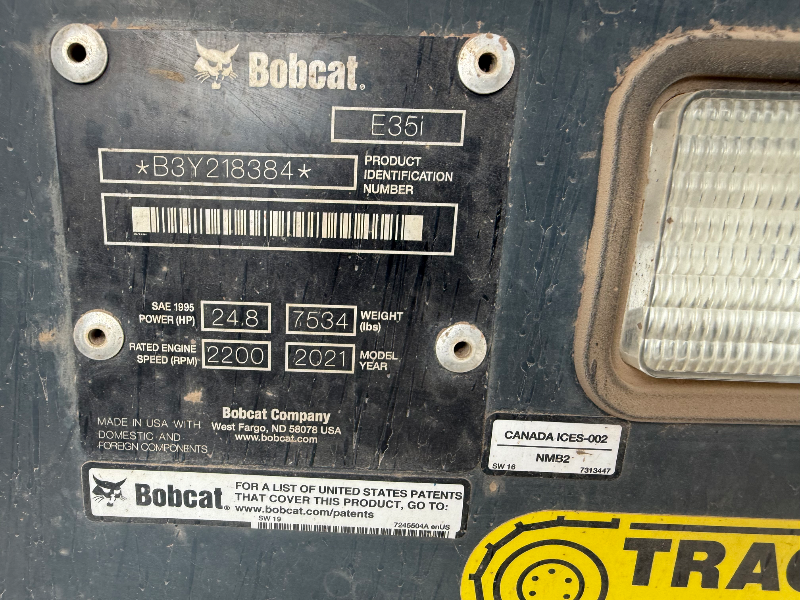 Bobcat®
E35i
*B3Y218384*
PRODUCT
IDENTIFICATION
NUMBER
SAE 1995
POWER (HP)
24.8
7534
WEIGHT
(lbs)
RATED ENGINE
SPEED (RPM)
2200
2021
MODEL
YEAR
MADE IN USA WITH
DOMESTIC AND
FOREIGN COMPONENTS
Bobcat Company
West Fargo, ND 58078 USA
www.bobcat.com
CANADA ICES-002
NMB2
SW 16 7313447
Bobcat®
FOR A LIST OF UNITED STATES PATENTS
THAT COVER THIS PRODUCT, GO TO:
www.bobcat.com/patents
SW 19 7245504A enUS
TRAC